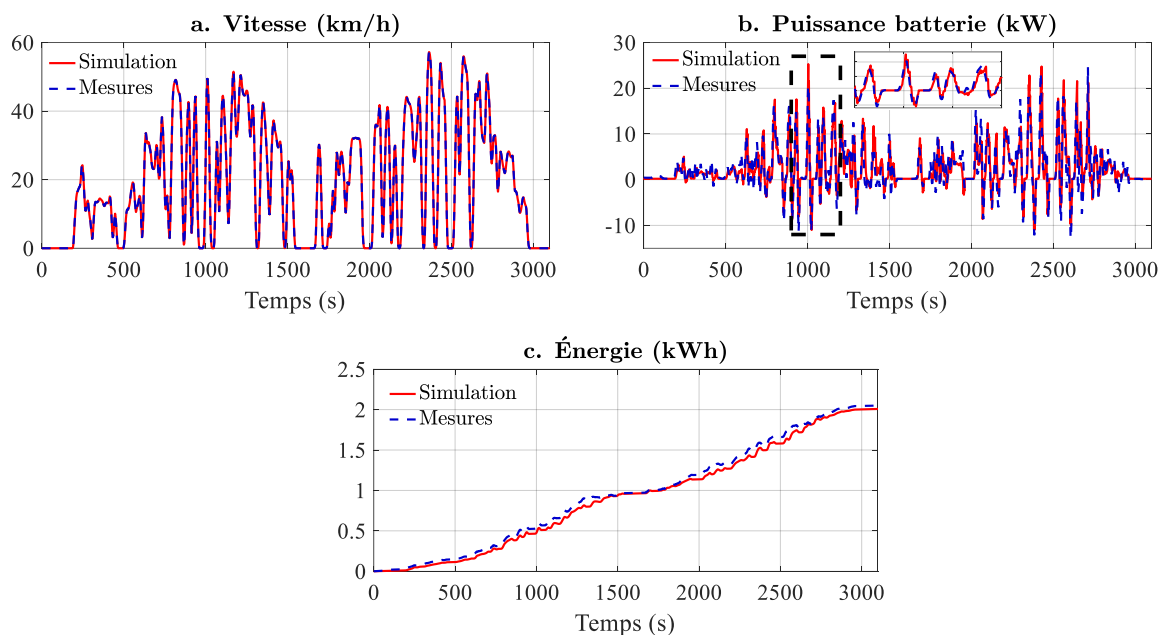 a. Vitesse (km/h)
60
40
20
0
Simulation
Mesures
0 500 1000 1500 2000 2500 3000
Temps (s)
b. Puissance batterie (kW)
30
20
10
0
-10
Simulation
Mesures
0 500 1000 1500 2000 2500 3000
Temps (s)
c. Énergie (kWh)
2.5
2
1.5
1
0.5
0
Simulation
Mesures
0 500 1000 1500 2000 2500 3000
Temps (s)